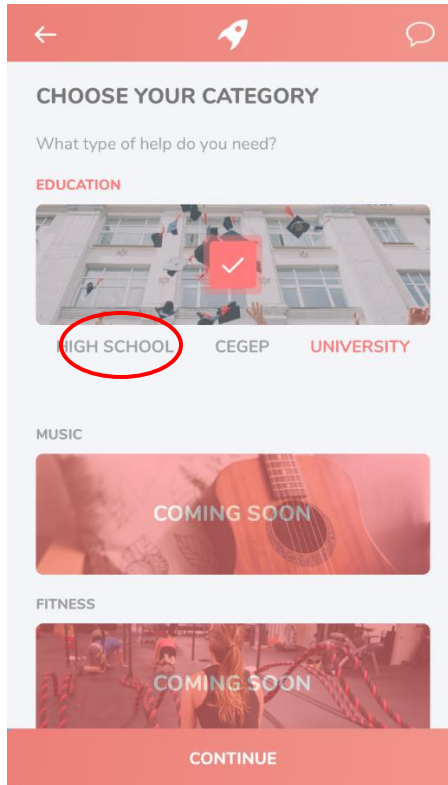 CHOOSE YOUR CATEGORY
What type of help do you need?
EDUCATION
HIGH SCHOOL CEGEP UNIVERSITY
MUSIC
COMING SOON
FITNESS
COMING SOON
CONTINUE